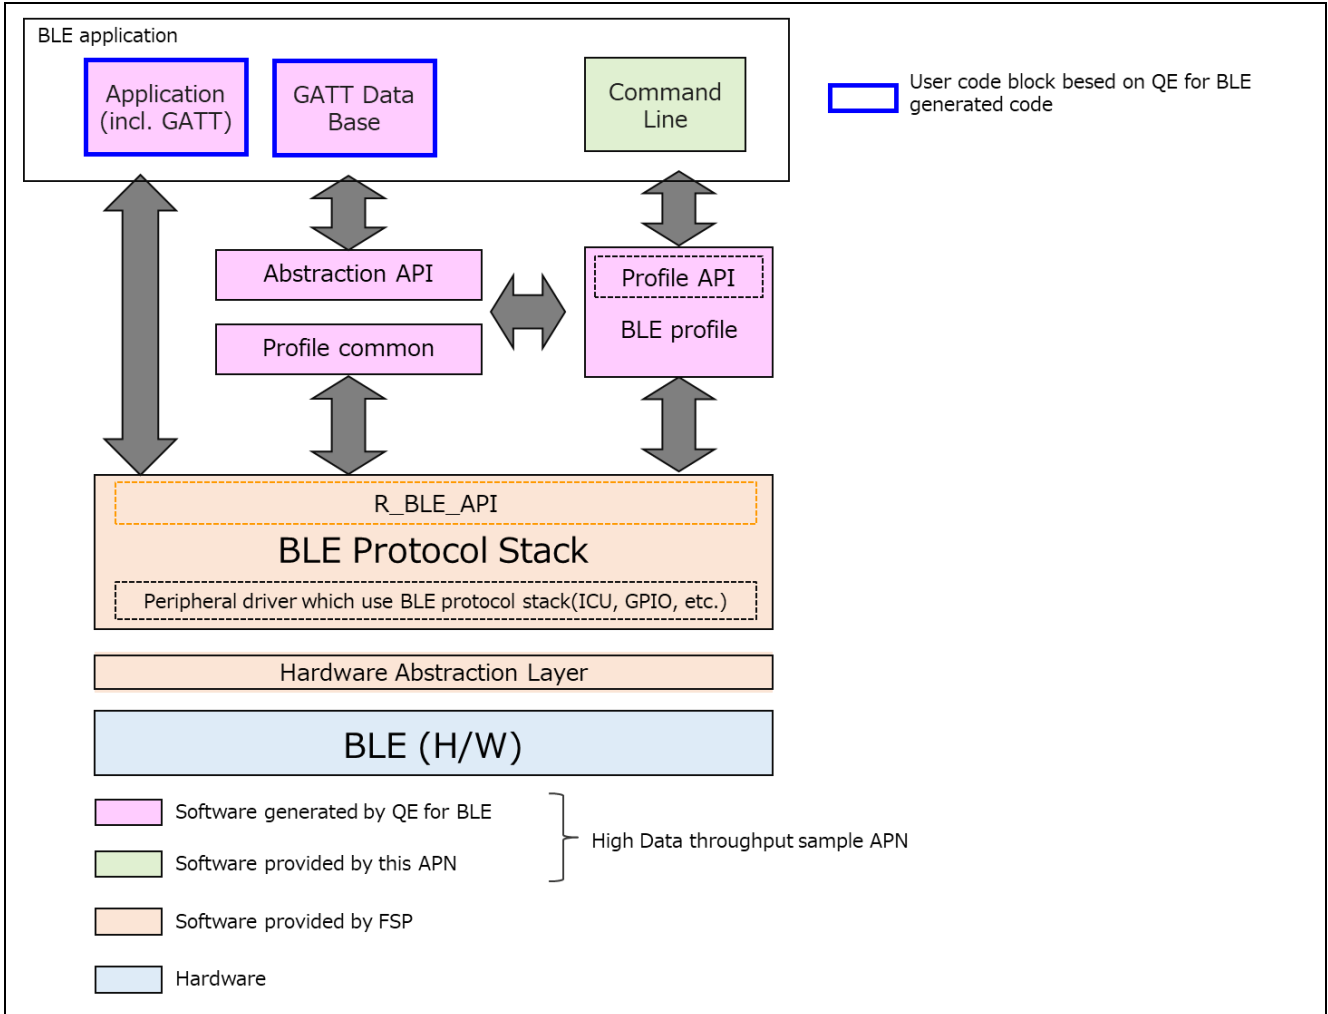 BLE application
Application
(incl. GATT)
GATT Data
Base
Command
Line
User code block besed on QE for BLE
generated code
Abstraction API
Profile API
BLE profile
Profile common
R_BLE_API
BLE Protocol Stack
Peripheral driver which use BLE protocol stack(ICU, GPIO, etc.)
Hardware Abstraction Layer
BLE (H/W)
Software generated by QE for BLE
Software provided by this APN
High Data throughput sample APN
Software provided by FSP
Hardware